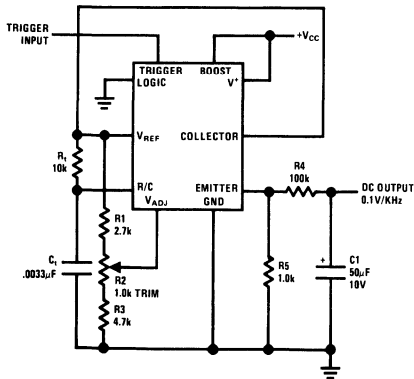 TRIGGER
INPUT
+VCC
TRIGGER
BOOST
LOGIC
V+
VREF
COLLECTOR
Rt
10k
R/C
EMITTER
VADJ
GND
R4
100k
DC OUTPUT
0.1V/KHz
R1
2.7k
Ct
.0033μF
R2
1.0k TRIM
R3
4.7k
R5
1.0k
+
C1
50μF
10V